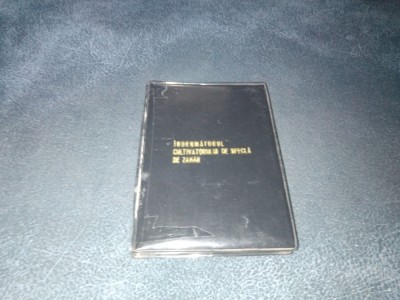 ÎNDRUMĂTORUL
CULTIVATORULUI DE SFECLĂ
DE ZAHĂR